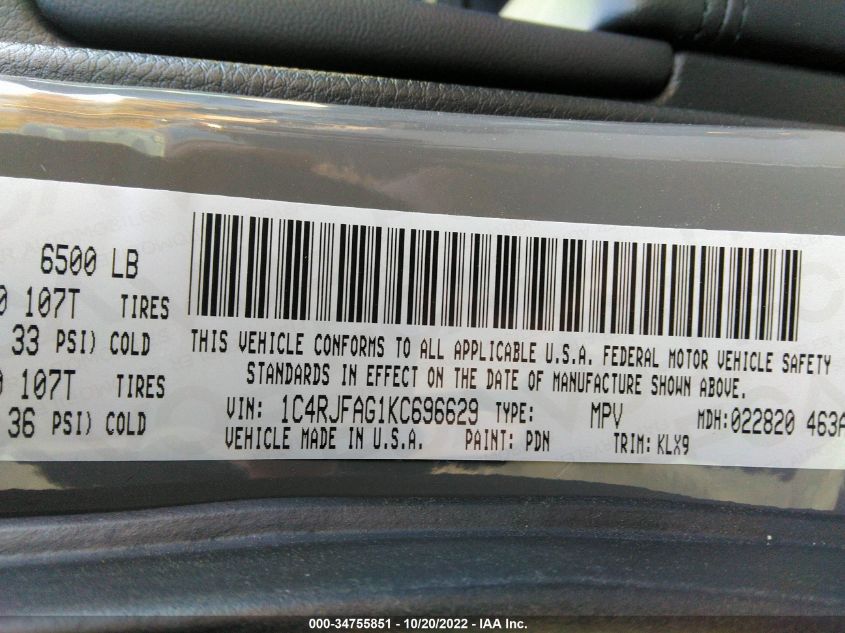 6500 LB
0 107T TIRES
33 PSI) COLD
0 107T TIRES
36 PSI) COLD
THIS VEHICLE CONFORMS TO ALL APPLICABLE U.S.A. FEDERAL MOTOR VEHICLE SAFETY
STANDARDS IN EFFECT ON THE DATE OF MANUFACTURE SHOWN ABOVE.
VIN: 1C4RJFAG1KC696629 TYPE: MPV MDH:022820 463A
VEHICLE MADE IN U.S.A. PAINT: PDN TRIM: KLX9
000-34755851 - 10/20/2022 - IAA Inc.